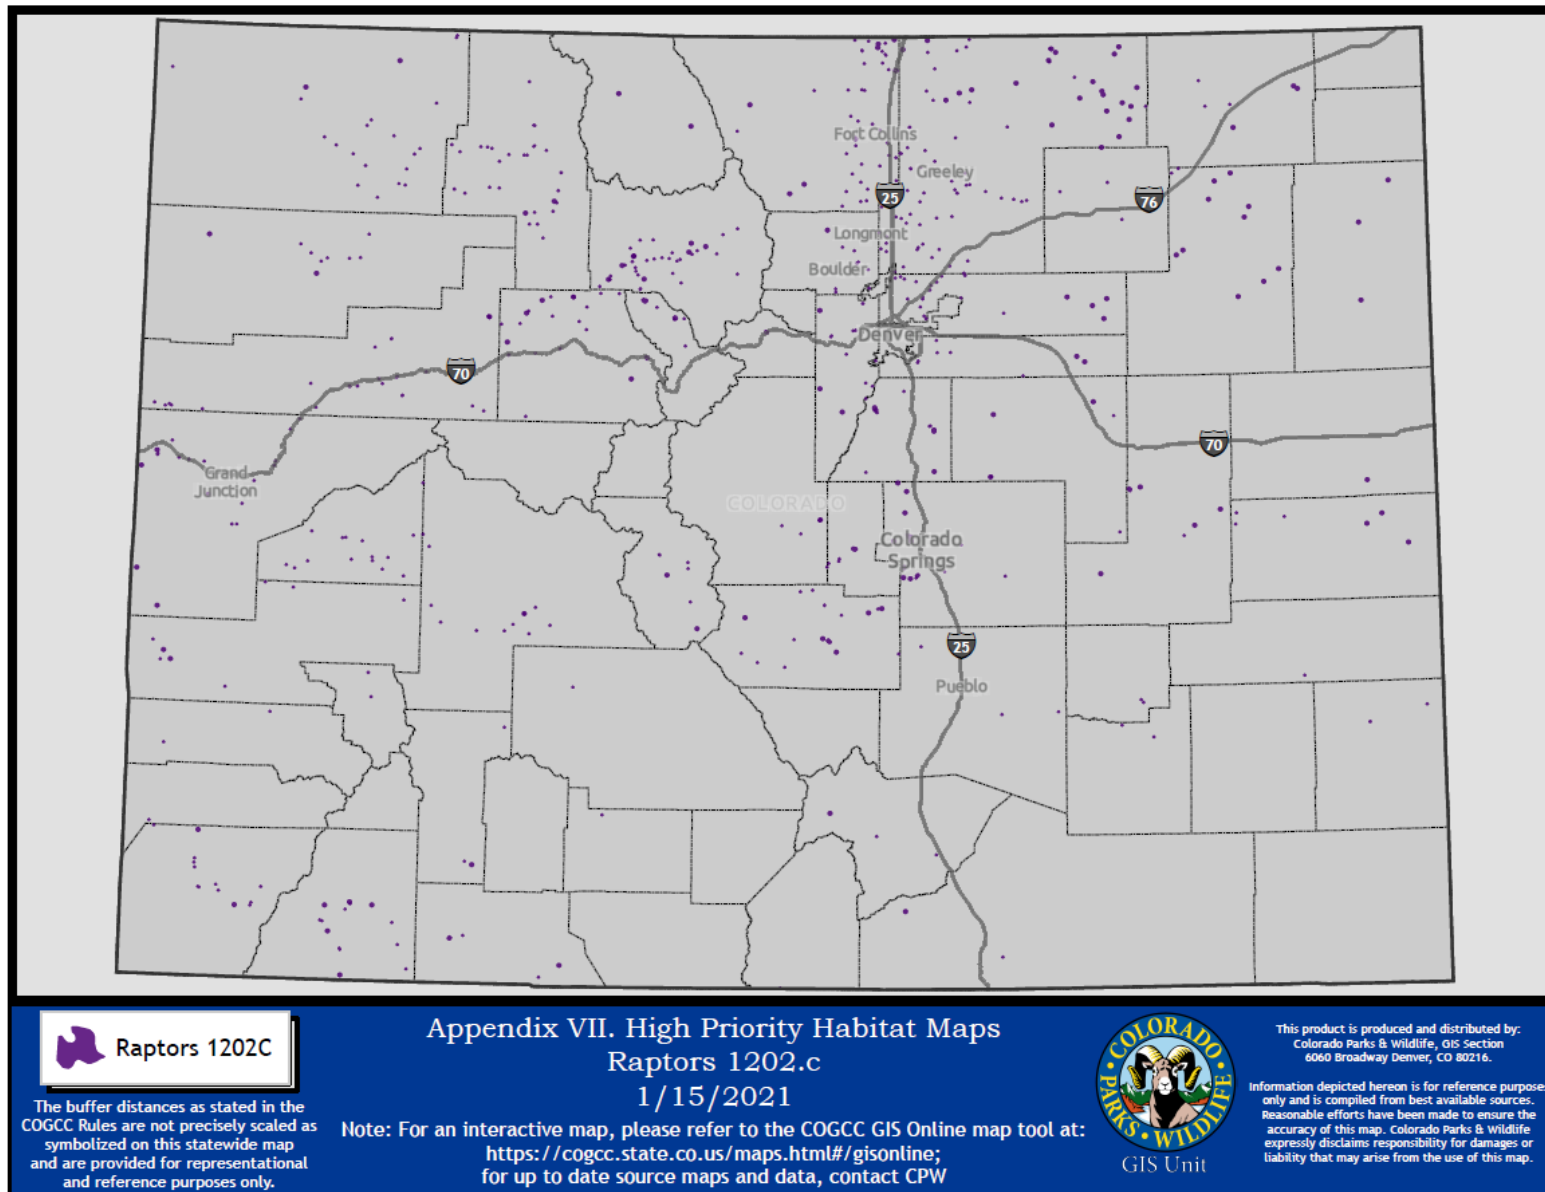 Fort Collins
Greeley
25
76
Longmont
Boulder
Denver
70
70
Grand
Junction
COLORADO
Colorado
Springs
25
Pueblo
Raptors 1202C
The buffer distances as stated in the
COGCC Rules are not precisely scaled as
symbolized on this statewide map
and are provided for representational
and reference purposes only.
Appendix VII. High Priority Habitat Maps
Raptors 1202.c
1/15/2021
Note: For an interactive map, please refer to the COGCC GIS Online map tool at:
https://cogcc.state.co.us/maps.html#/gisonline;
for up to date source maps and data, contact CPW
COLORADO
PARKS • WILDLIFE
GIS Unit
This product is produced and distributed by:
Colorado Parks & Wildlife, GIS Section
6060 Broadway Denver, CO 80216.
Information depicted hereon is for reference purposes
only and is compiled from best available sources.
Reasonable efforts have been made to ensure the
accuracy of this map. Colorado Parks & Wildlife
expressly disclaims responsibility for damages or
liability that may arise from the use of this map.